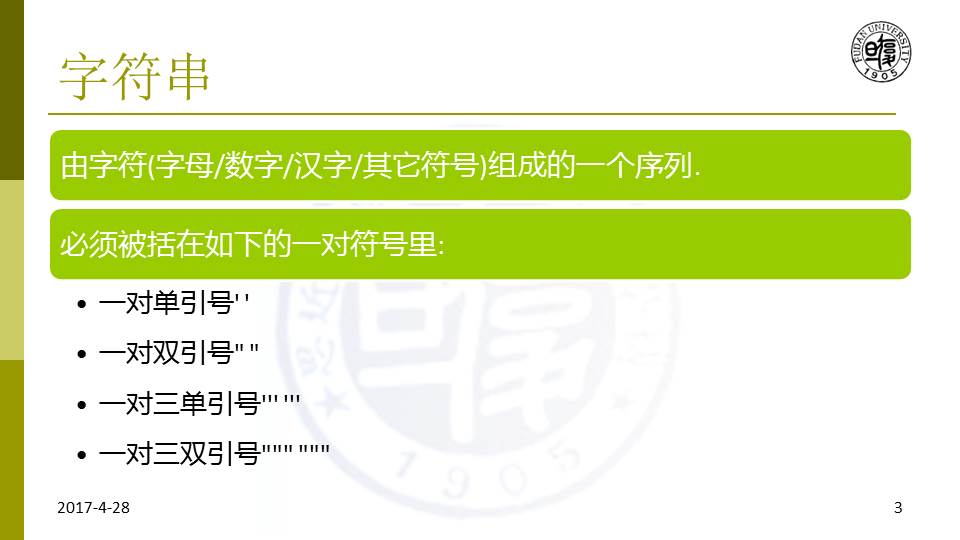 字符串
FUDAN UNIVERSITY
1905
由字符(字母/数字/汉字/其它符号)组成的一个序列.
必须被括在如下的一对符号里:
• 一对单引号' '
• 一对双引号" "
• 一对三单引号''' '''
• 一对三双引号""" """
1905
2017-4-28
3